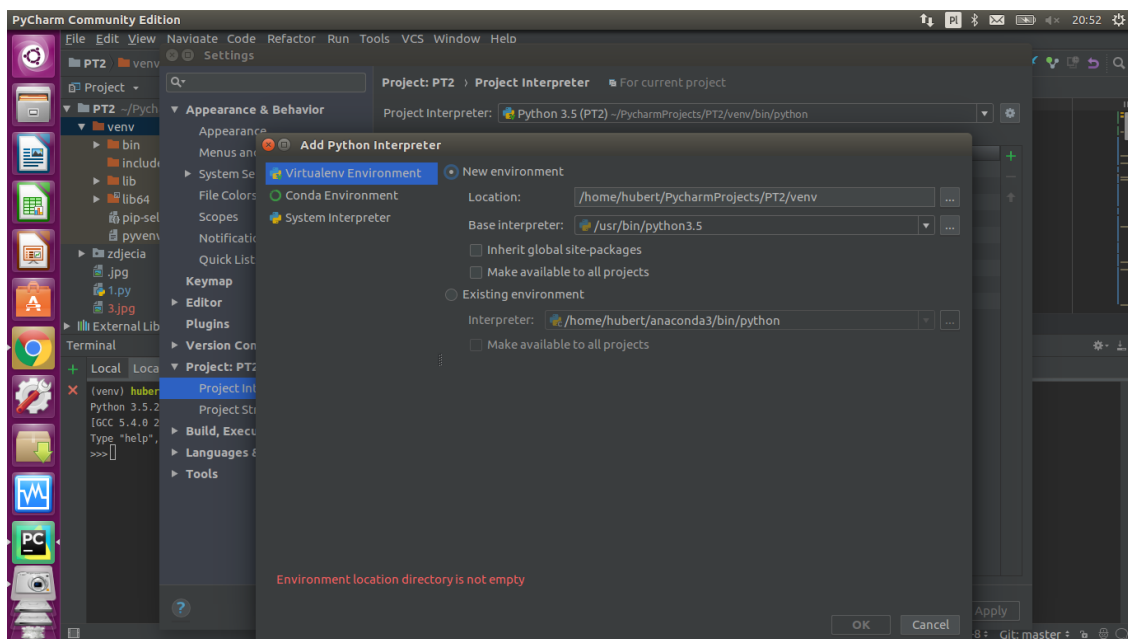 PyCharm Community Edition
Pl
20:52
File Edit View Navigate Code Refactor Run Tools VCS Window Help
PT2 venv
Settings
Project
Project: PT2 › Project Interpreter For current project
PT2 ~/Pych
Appearance & Behavior
Project Interpreter: Python 3.5 (PT2) ~/PycharmProjects/PT2/venv/bin/python
venv
Appearance
bin
Menus an
Add Python Interpreter
includ
System Se
Virtualenv Environment
New environment
lib
File Colors
Conda Environment
Location: /home/hubert/PycharmProjects/PT2/venv ...
lib64
Scopes
System Interpreter
pip-sel
Base interpreter: /usr/bin/python3.5 ...
pyven
Notificatio
Inherit global site-packages
zdjecia
Quick List
Make available to all projects
.jpg
Keymap
1.py
Existing environment
3.jpg
Editor
External Lib
Plugins
Interpreter: /home/hubert/anaconda3/bin/python ...
Terminal
Version Con
Make available to all projects
Local Loca
Project: PT2
(venv) huber
Project Int
Python 3.5.2
Project Str
[GCC 5.4.0 2
Build, Execu
Type "help",
Languages &
>>>
Tools
PC
Environment location directory is not empty
?
Apply
OK Cancel
Git: master